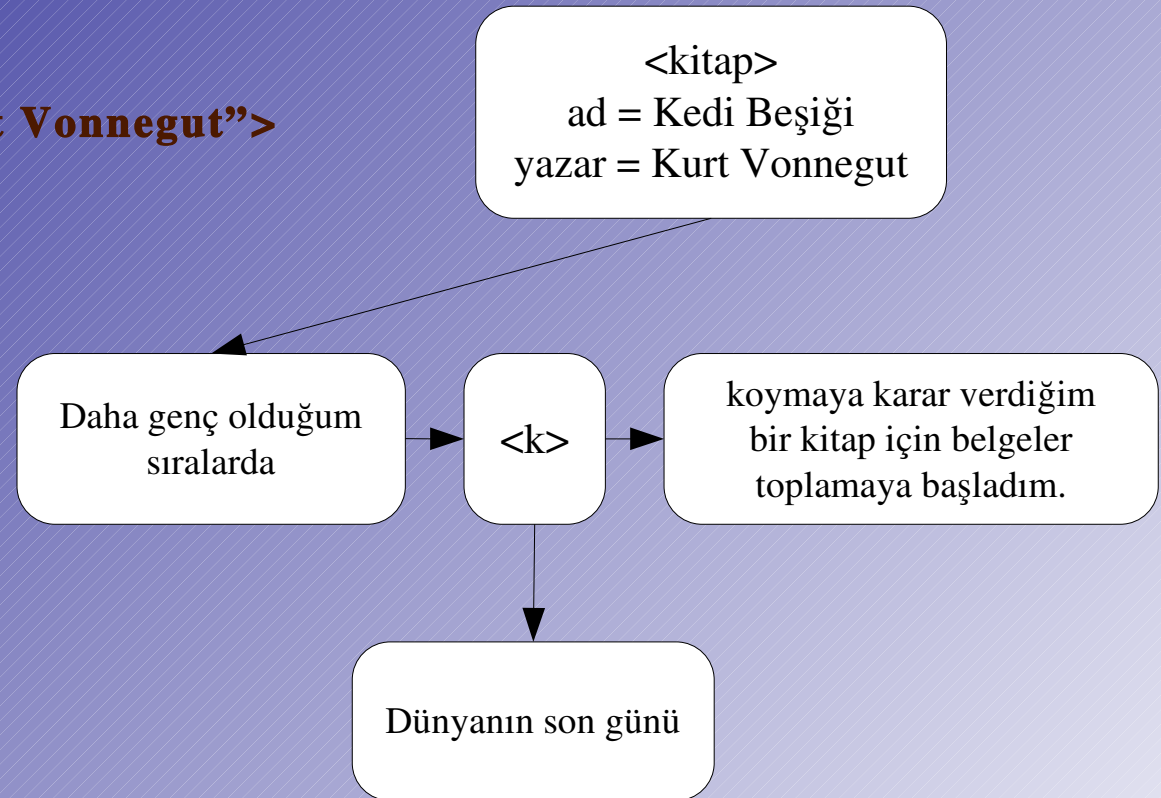 <kitap>
ad = Kedi Beşiği
yazar = Kurt Vonnegut
t Vonnegut”>
Daha genç olduğum
sıralarda
<k>
koymaya karar verdiğim
bir kitap için belgeler
toplamaya başladım.
Dünyanın son günü